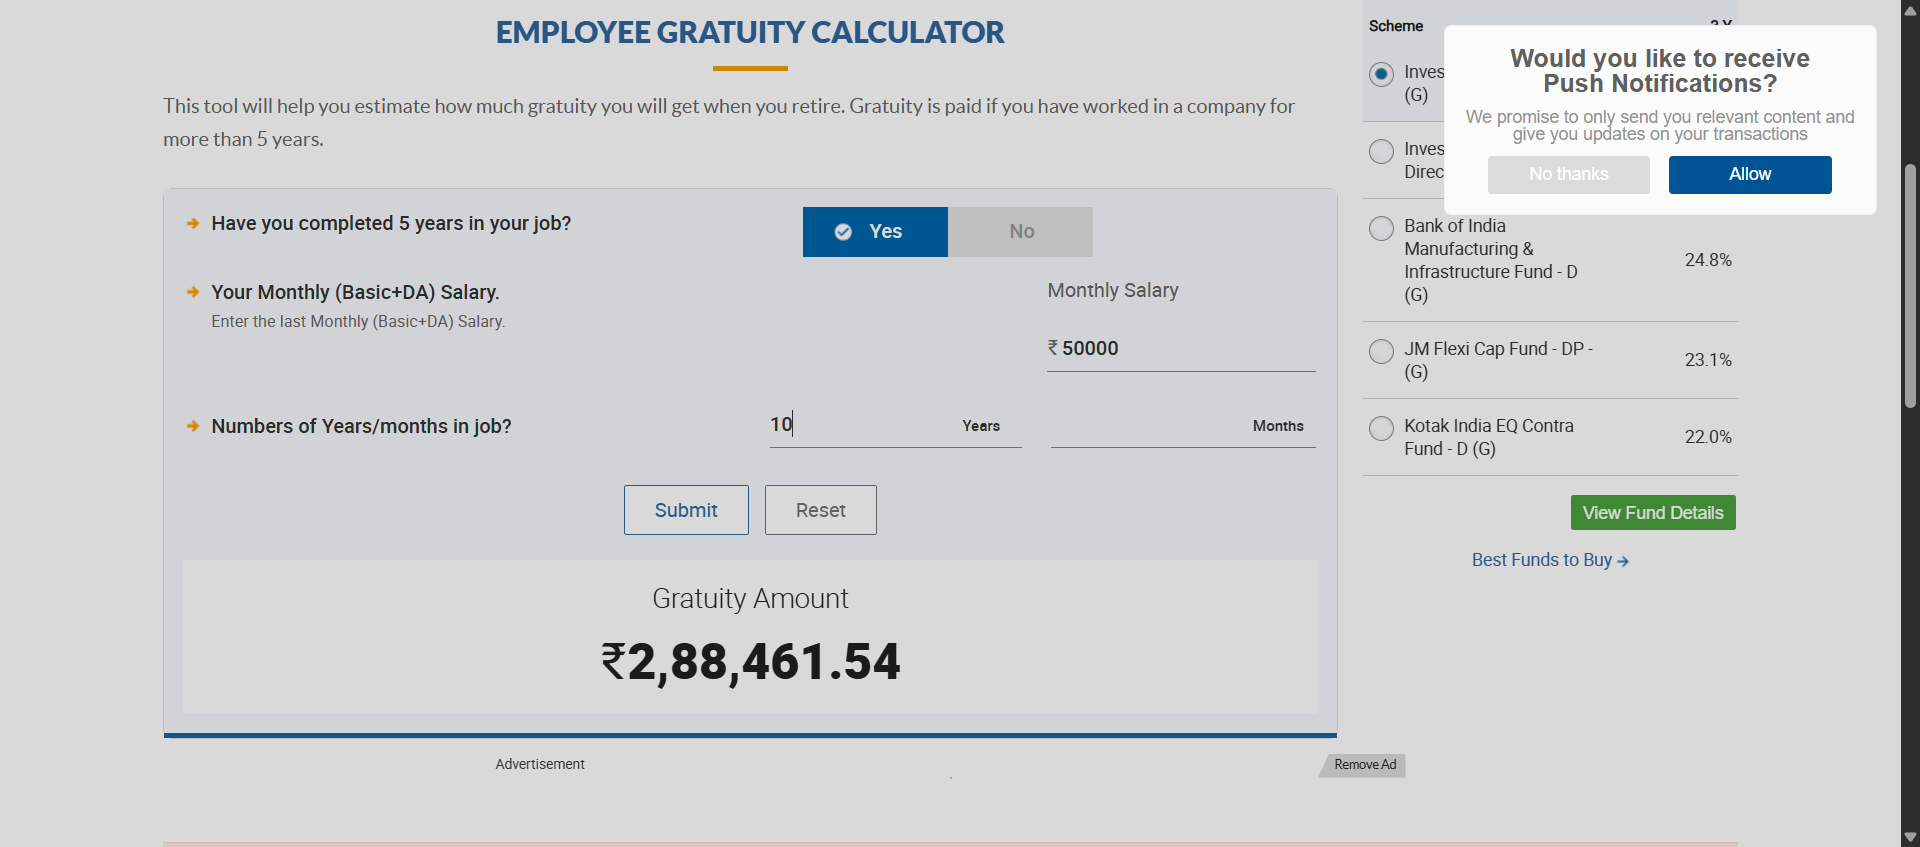 EMPLOYEE GRATUITY CALCULATOR
This tool will help you estimate how much gratuity you will get when you retire. Gratuity is paid if you have worked in a company for
more than 5 years.
Have you completed 5 years in your job?
Yes
No
Your Monthly (Basic+DA) Salary.
Enter the last Monthly (Basic+DA) Salary.
Monthly Salary
₹ 50000
Numbers of Years/months in job?
10
Years
Months
Submit
Reset
Gratuity Amount
₹2,88,461.54
Advertisement
Remove Ad
Scheme
Would you like to receive
Push Notifications?
We promise to only send you relevant content and
give you updates on your transactions
No thanks
Allow
(G)
Bank of India
Manufacturing &
Infrastructure Fund - D
(G)
24.8%
JM Flexi Cap Fund - DP -
(G)
23.1%
Kotak India EQ Contra
Fund - D (G)
22.0%
View Fund Details
Best Funds to Buy